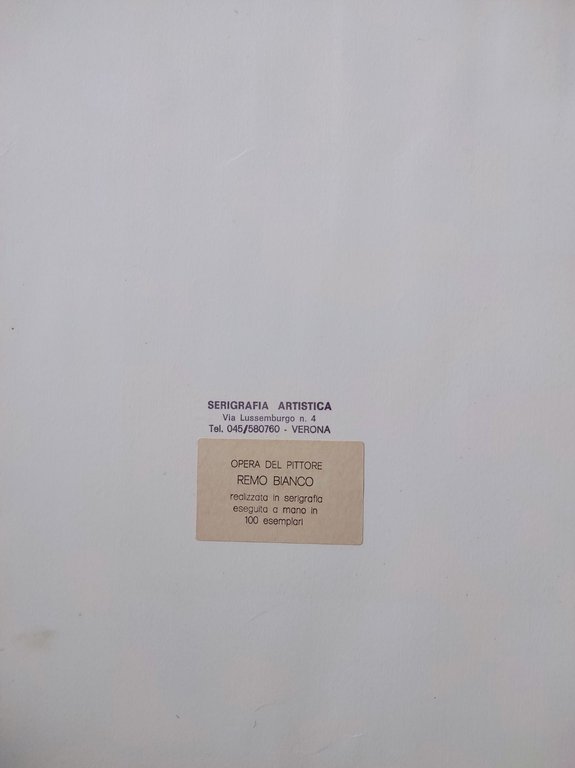 SERIGRAFIA ARTISTICA
Via Lussemburgo n. 4
Tel. 045/580760 - VERONA
OPERA DEL PITTORE
REMO BIANCO
realizzata in serigrafia
eseguita a mano in
100 esemplari